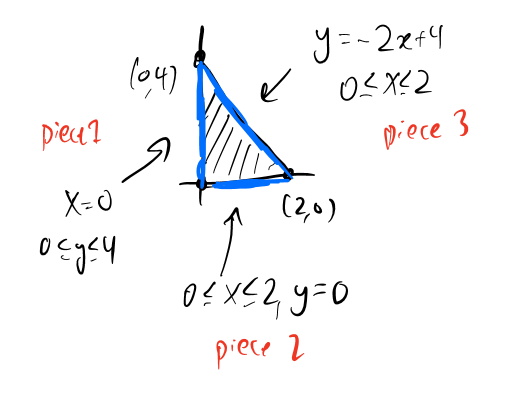 y = -2x+4
0 ≤ x ≤ 2
piece 3
(0,4)
piece 1
x=0
0 ≤ y ≤ 4
(2,0)
0 ≤ x ≤ 2, y=0
piece 2